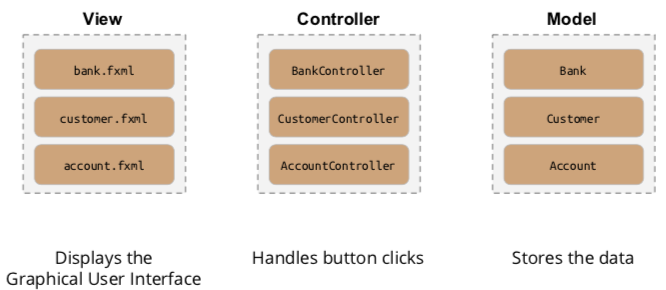 View
bank.fxml
customer.fxml
account.fxml
Displays the
Graphical User Interface
Controller
BankController
CustomerController
AccountController
Handles button clicks
Model
Bank
Customer
Account
Stores the data